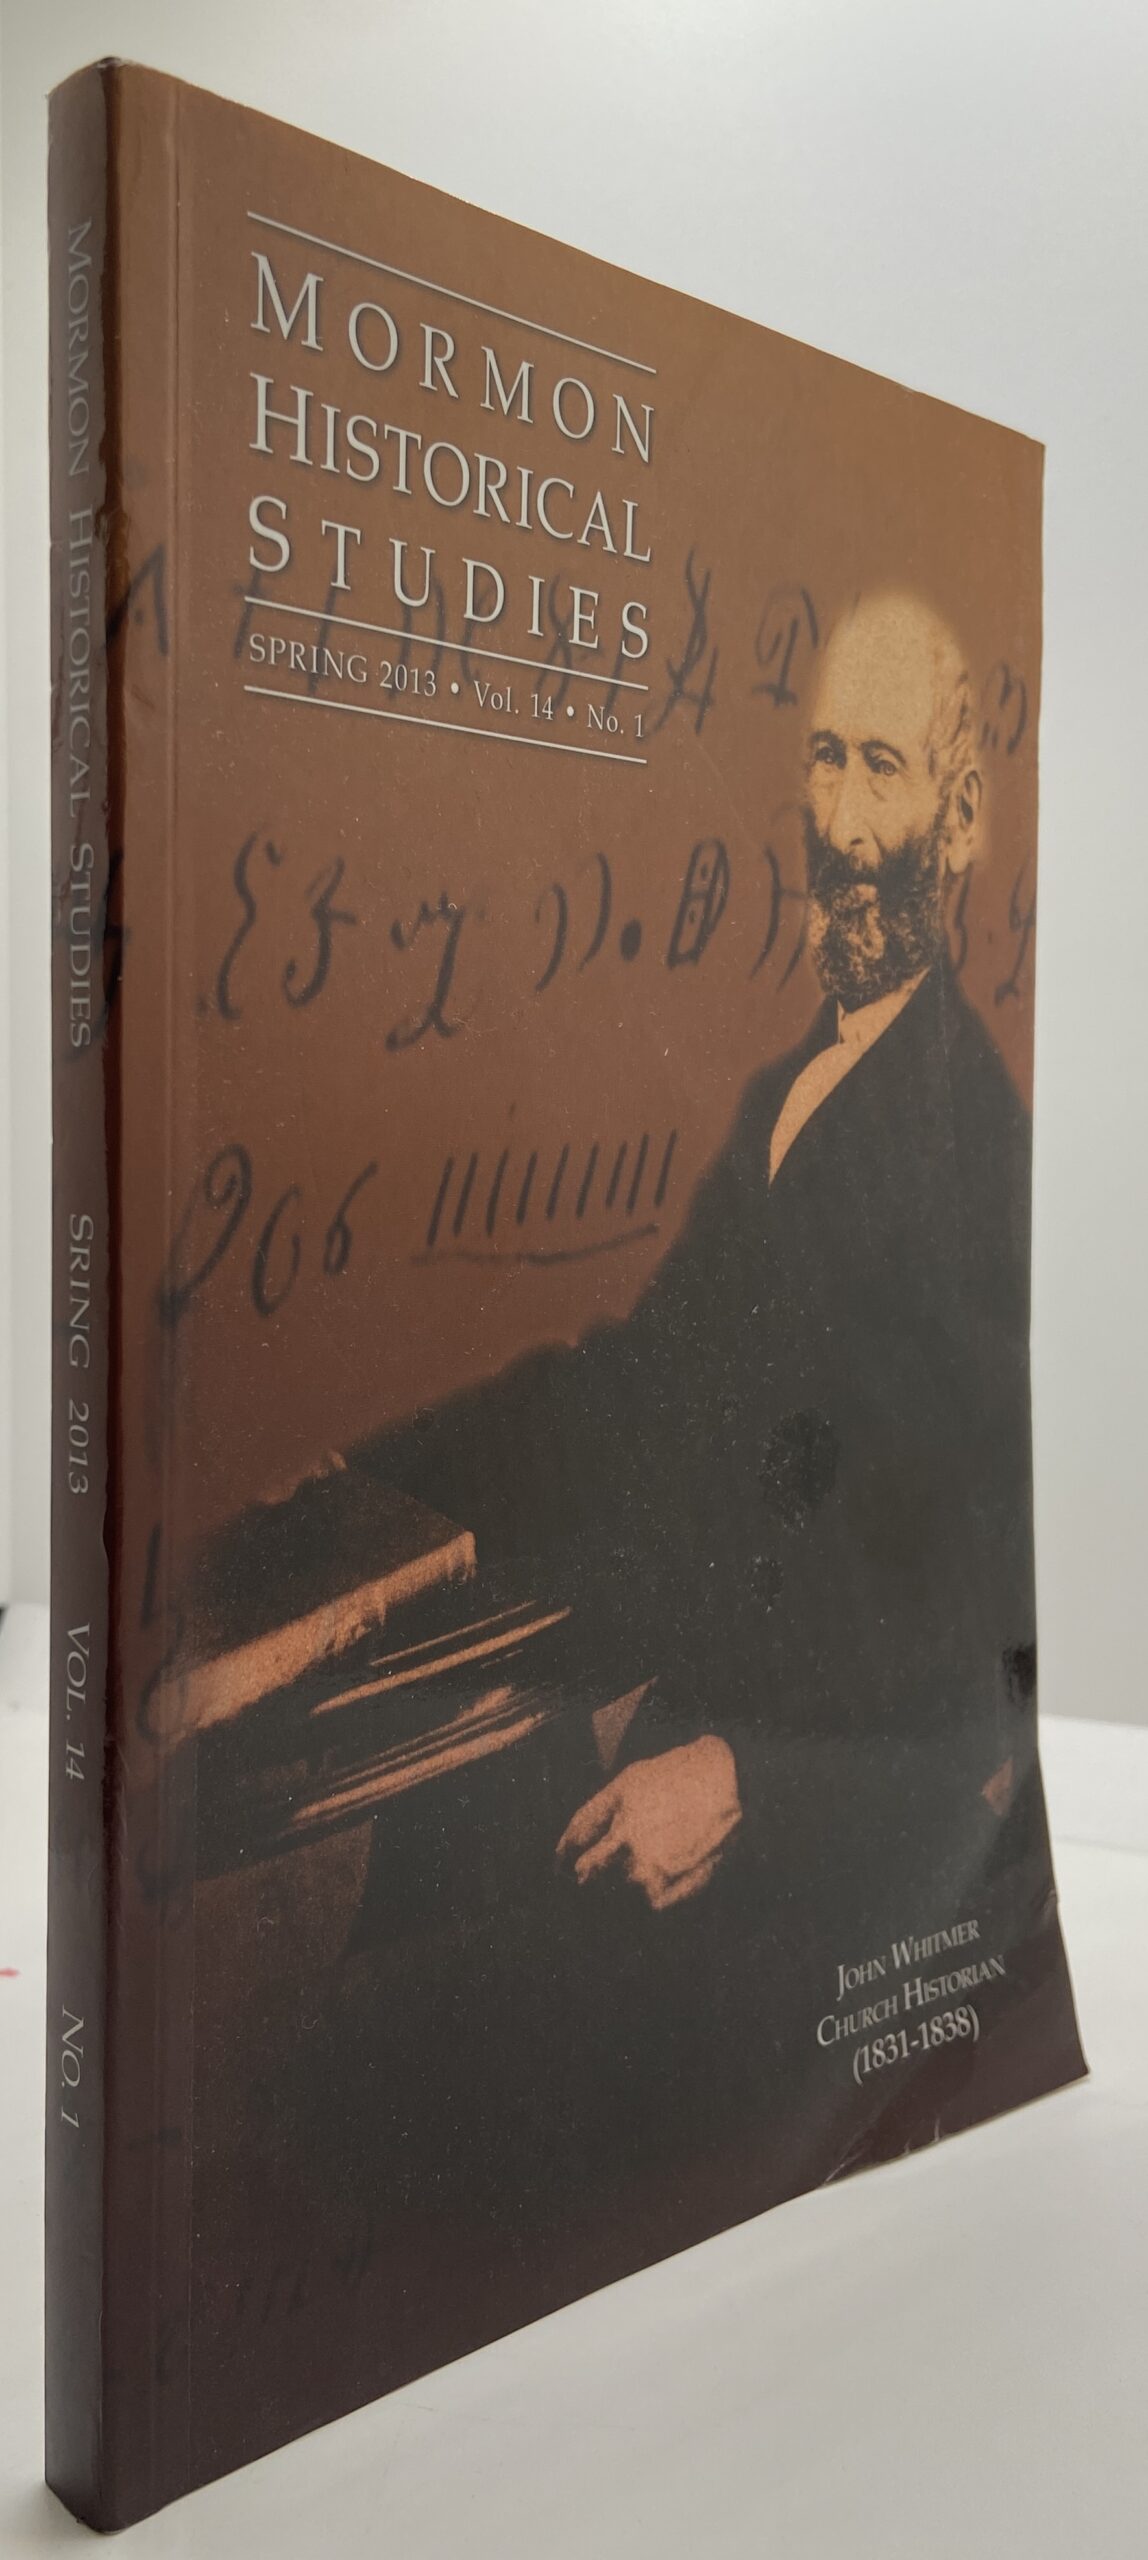 MORMON
HISTORICAL
STUDIES
SPRING 2013 • Vol. 14 • No. 1
JOHN WHITMER
CHURCH HISTORIAN
(1831-1838)
MORMON HISTORICAL STUDIES SRING 2013 VOL. 14 NO. 1